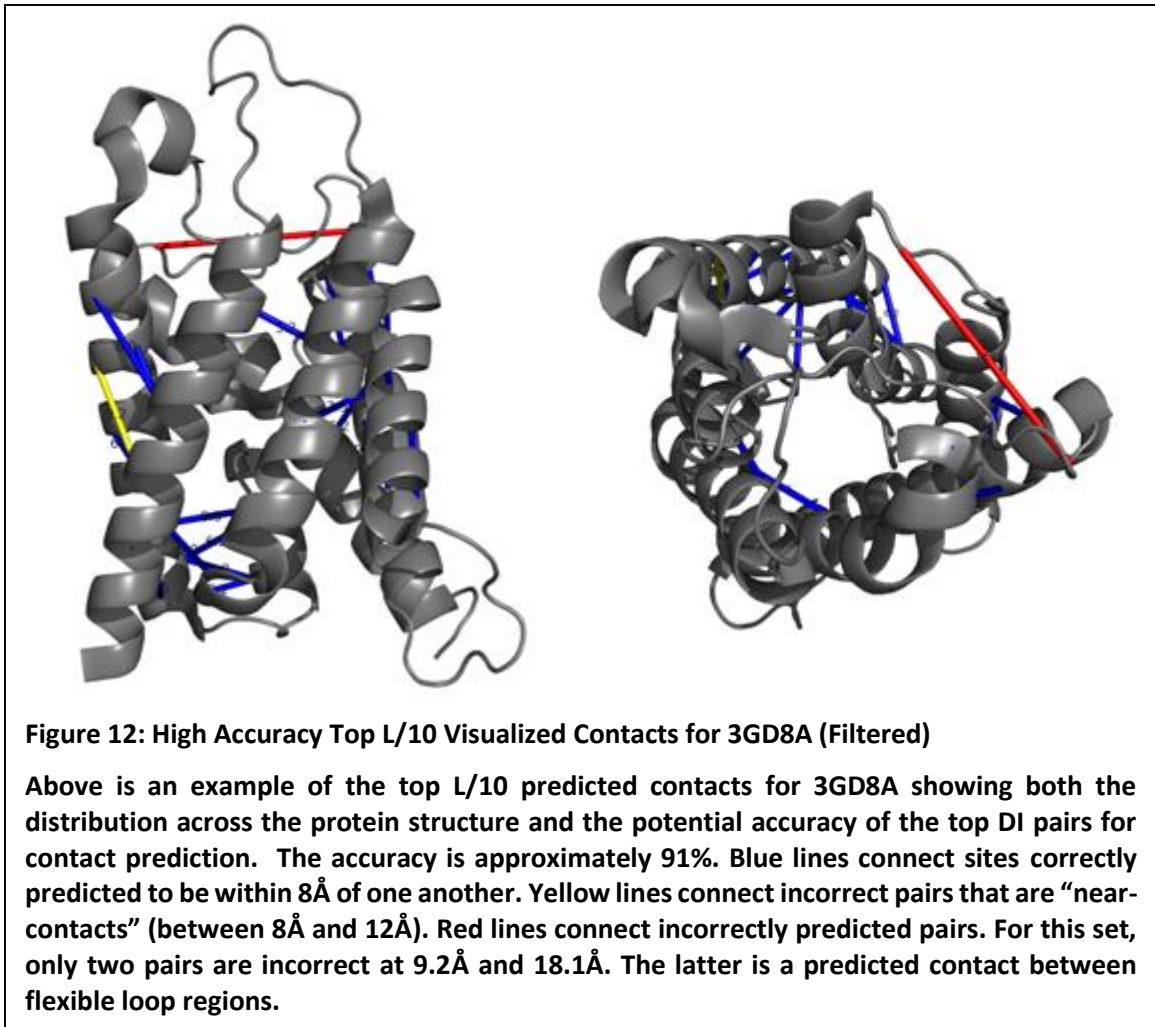 Figure 12: High Accuracy Top L/10 Visualized Contacts for 3GD8A (Filtered)
Above is an example of the top L/10 predicted contacts for 3GD8A showing both the
distribution across the protein structure and the potential accuracy of the top DI pairs for
contact prediction.  The accuracy is approximately 91%. Blue lines connect sites correctly
predicted to be within 8Å of one another. Yellow lines connect incorrect pairs that are “near-
contacts” (between 8Å and 12Å). Red lines connect incorrectly predicted pairs. For this set,
only two pairs are incorrect at 9.2Å and 18.1Å. The latter is a predicted contact between
flexible loop regions.